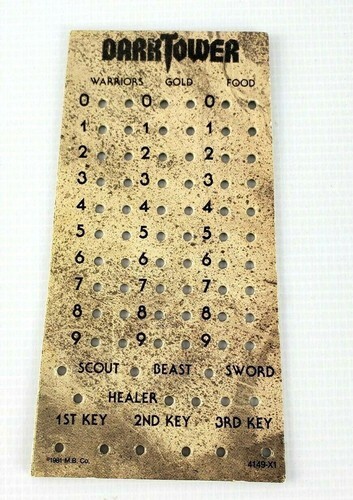 DARKTOWER
WARRIORS GOLD FOOD
0 0 0
1 1 1
2 2 2
3 3 3
4 4 4
5 5 5
6 6 6
7 7 7
8 8 8
9 9 9
SCOUT BEAST SWORD
HEALER
1ST KEY 2ND KEY 3RD KEY
©1981 M.B. Co. 4149-X1